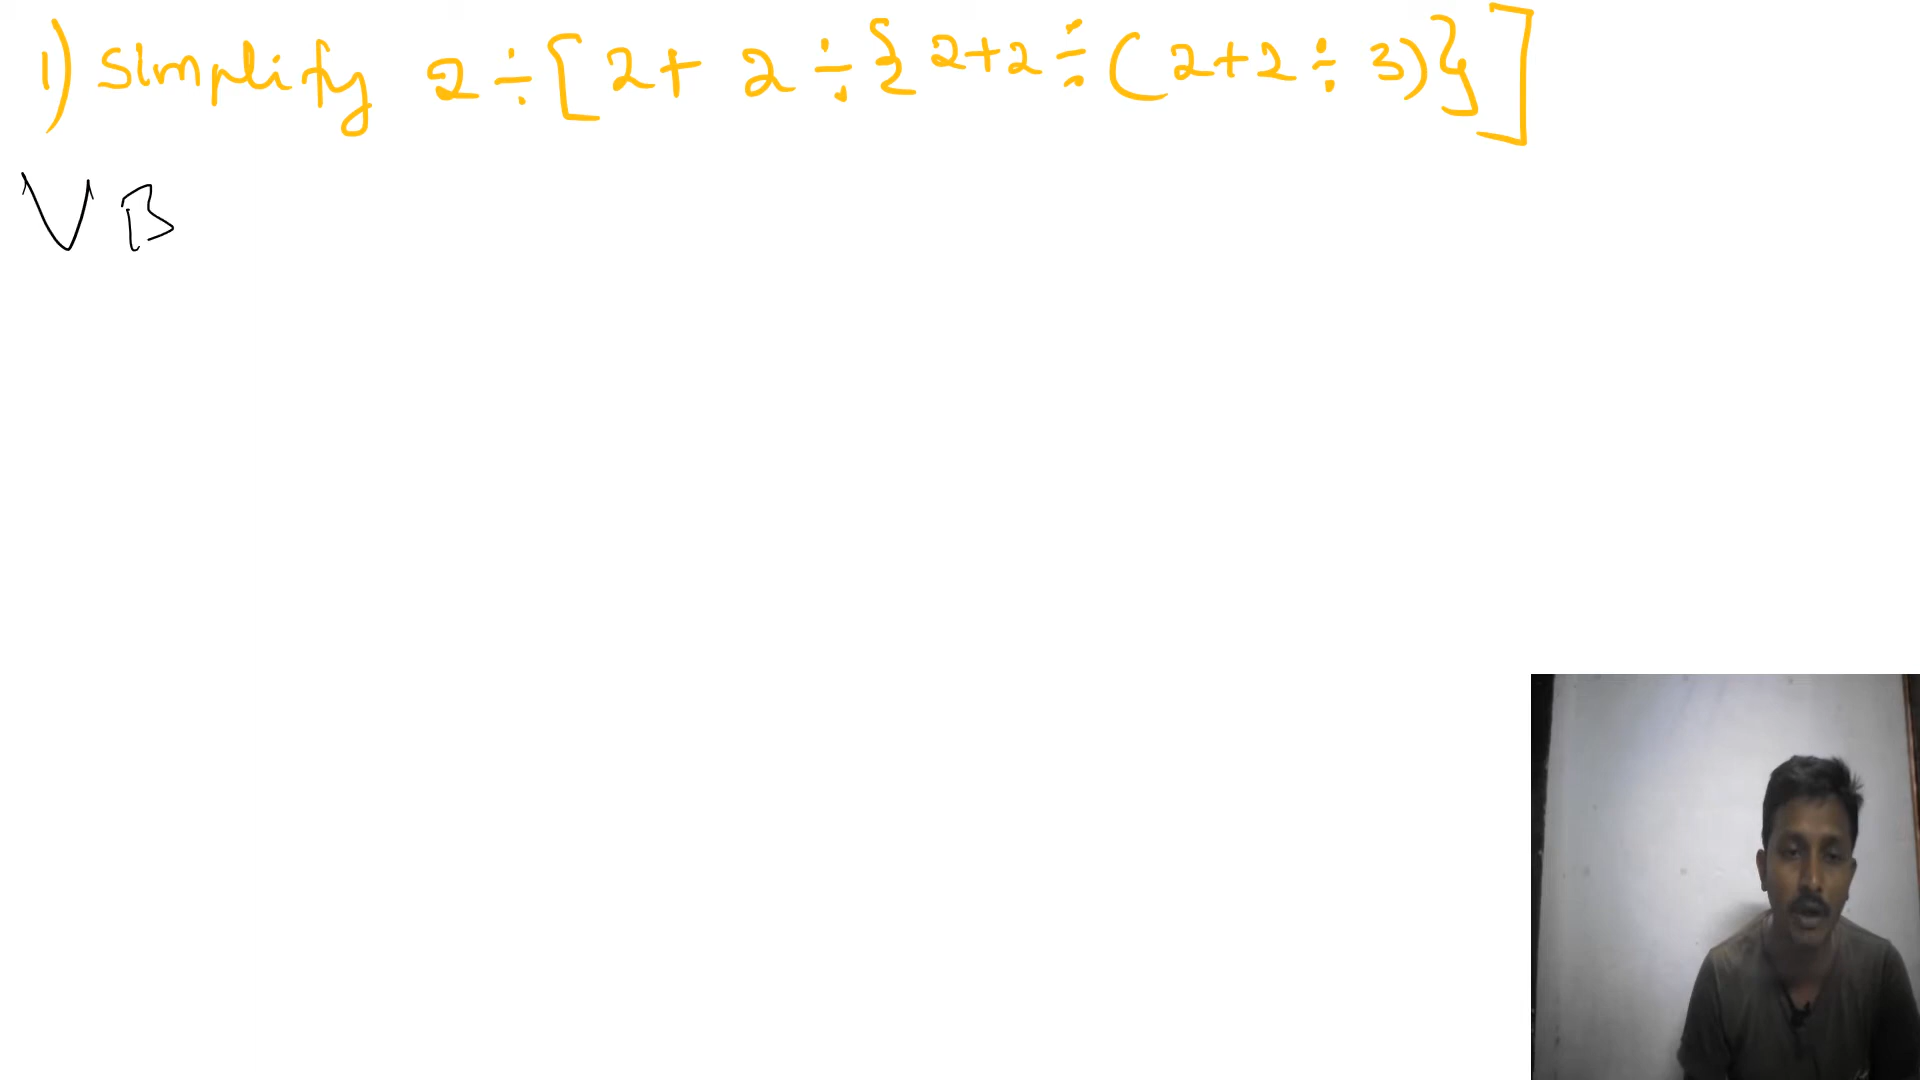 1) Simplify 2 ÷ [ 2 + 2 ÷ { 2 + 2 ÷ ( 2 + 2 ÷ 3 ) } ]
V B